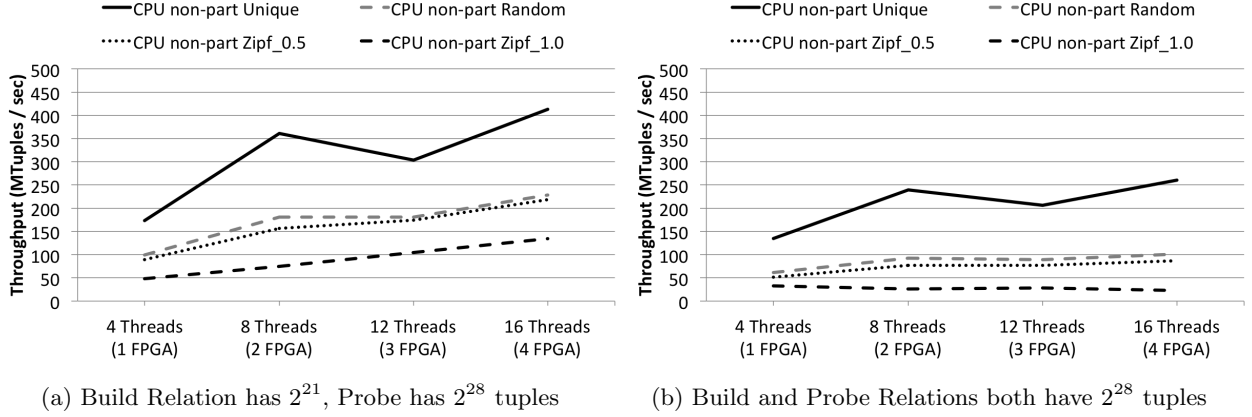 CPU non-part Unique CPU non-part Random
CPU non-part Zipf_0.5 CPU non-part Zipf_1.0
Throughput (MTuples / sec)
500
450
400
350
300
250
200
150
100
50
0
4 Threads 8 Threads 12 Threads 16 Threads
(1 FPGA) (2 FPGA) (3 FPGA) (4 FPGA)
(a) Build Relation has 2^21, Probe has 2^28 tuples
CPU non-part Unique CPU non-part Random
CPU non-part Zipf_0.5 CPU non-part Zipf_1.0
Throughput (MTuples / sec)
500
450
400
350
300
250
200
150
100
50
0
4 Threads 8 Threads 12 Threads 16 Threads
(1 FPGA) (2 FPGA) (3 FPGA) (4 FPGA)
(b) Build and Probe Relations both have 2^28 tuples